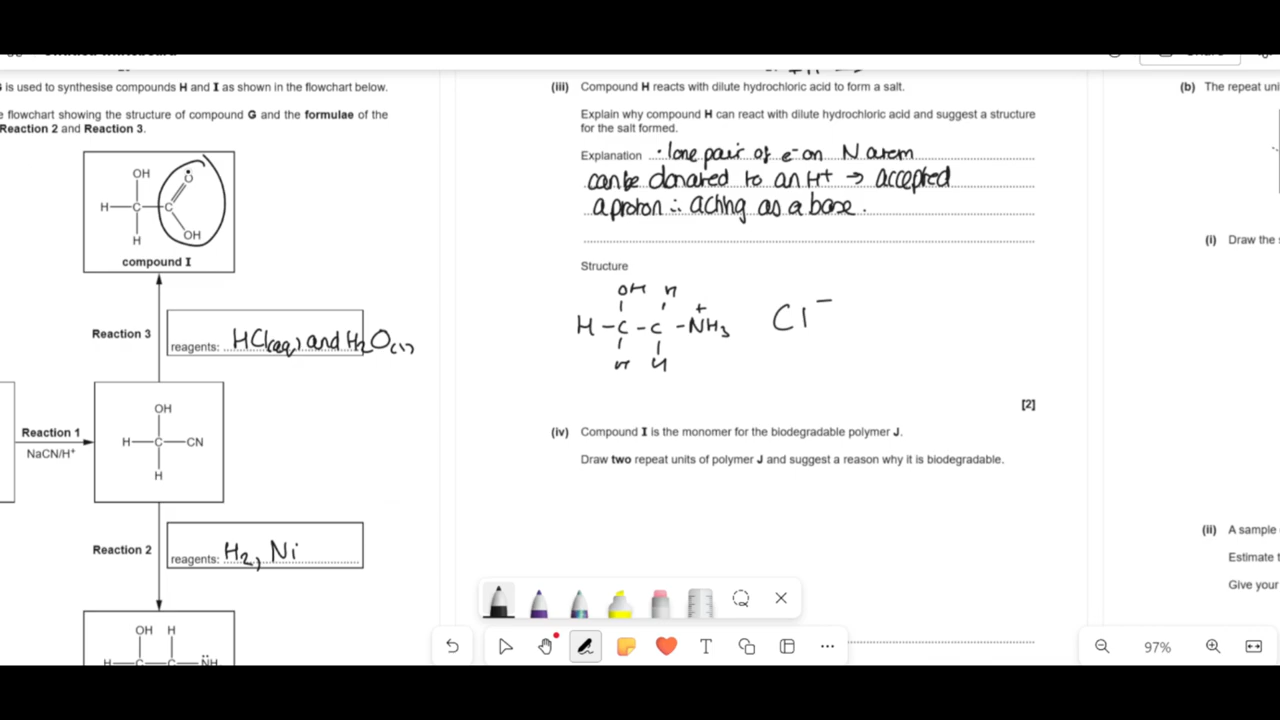 G is used to synthesise compounds H and I as shown in the flowchart below.
e flowchart showing the structure of compound G and the formulae of the
Reaction 2 and Reaction 3.
OH O
H C C
H OH
compound I
Reaction 3
reagents: HCl(aq) and H2O(l)
OH
Reaction 1
H C CN
NaCN/H+
H
Reaction 2
reagents: H2, Ni
OH H
H C C NH
(iii) Compound H reacts with dilute hydrochloric acid to form a salt.
Explain why compound H can react with dilute hydrochloric acid and suggest a structure
for the salt formed.
Explanation • lone pair of e- on N atom
can be donated to an H+ → accepted
a proton ∴ acting as a base.
Structure
OH H
H - C - C - NH3 + Cl-
H H
[2]
(iv) Compound I is the monomer for the biodegradable polymer J.
Draw two repeat units of polymer J and suggest a reason why it is biodegradable.
(b) The repeat uni
(i) Draw the s
(ii) A sample
Estimate t
Give your
T
97%